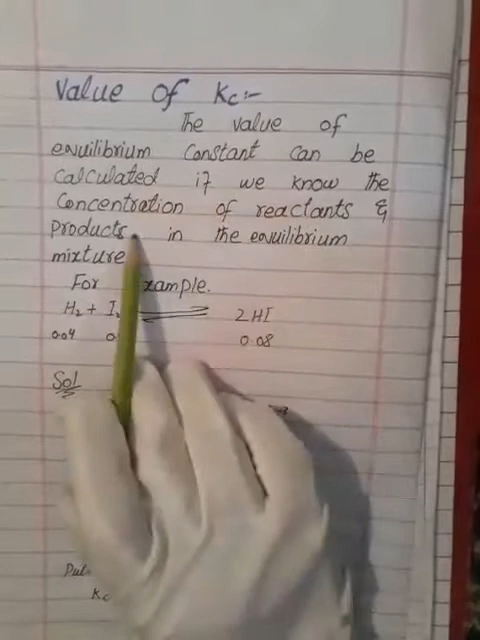 Value of Kc:-
The value of
equilibrium Constant can be
calculated if we know the
Concentration of reactants &
Products in the equilibrium
mixture
For xample.
H₂ + I₂ ⇌ 2HI
0.04 0.08
Sol
Kc